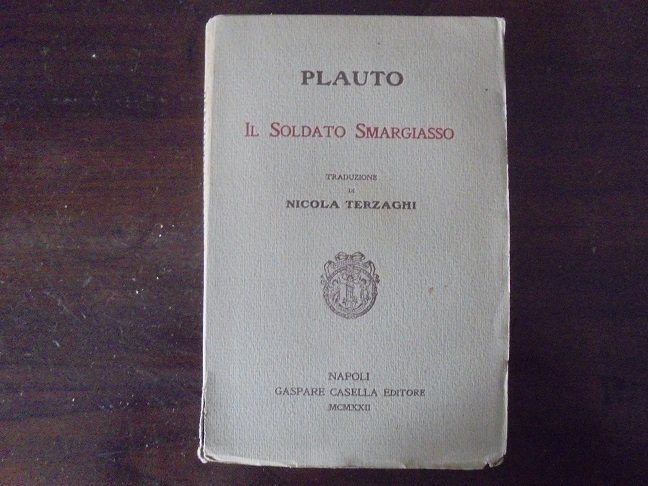 PLAUTO
IL SOLDATO SMARGIASSO
TRADUZIONE
DI
NICOLA TERZAGHI
NAPOLI
GASPARE CASELLA EDITORE
MCMXXII